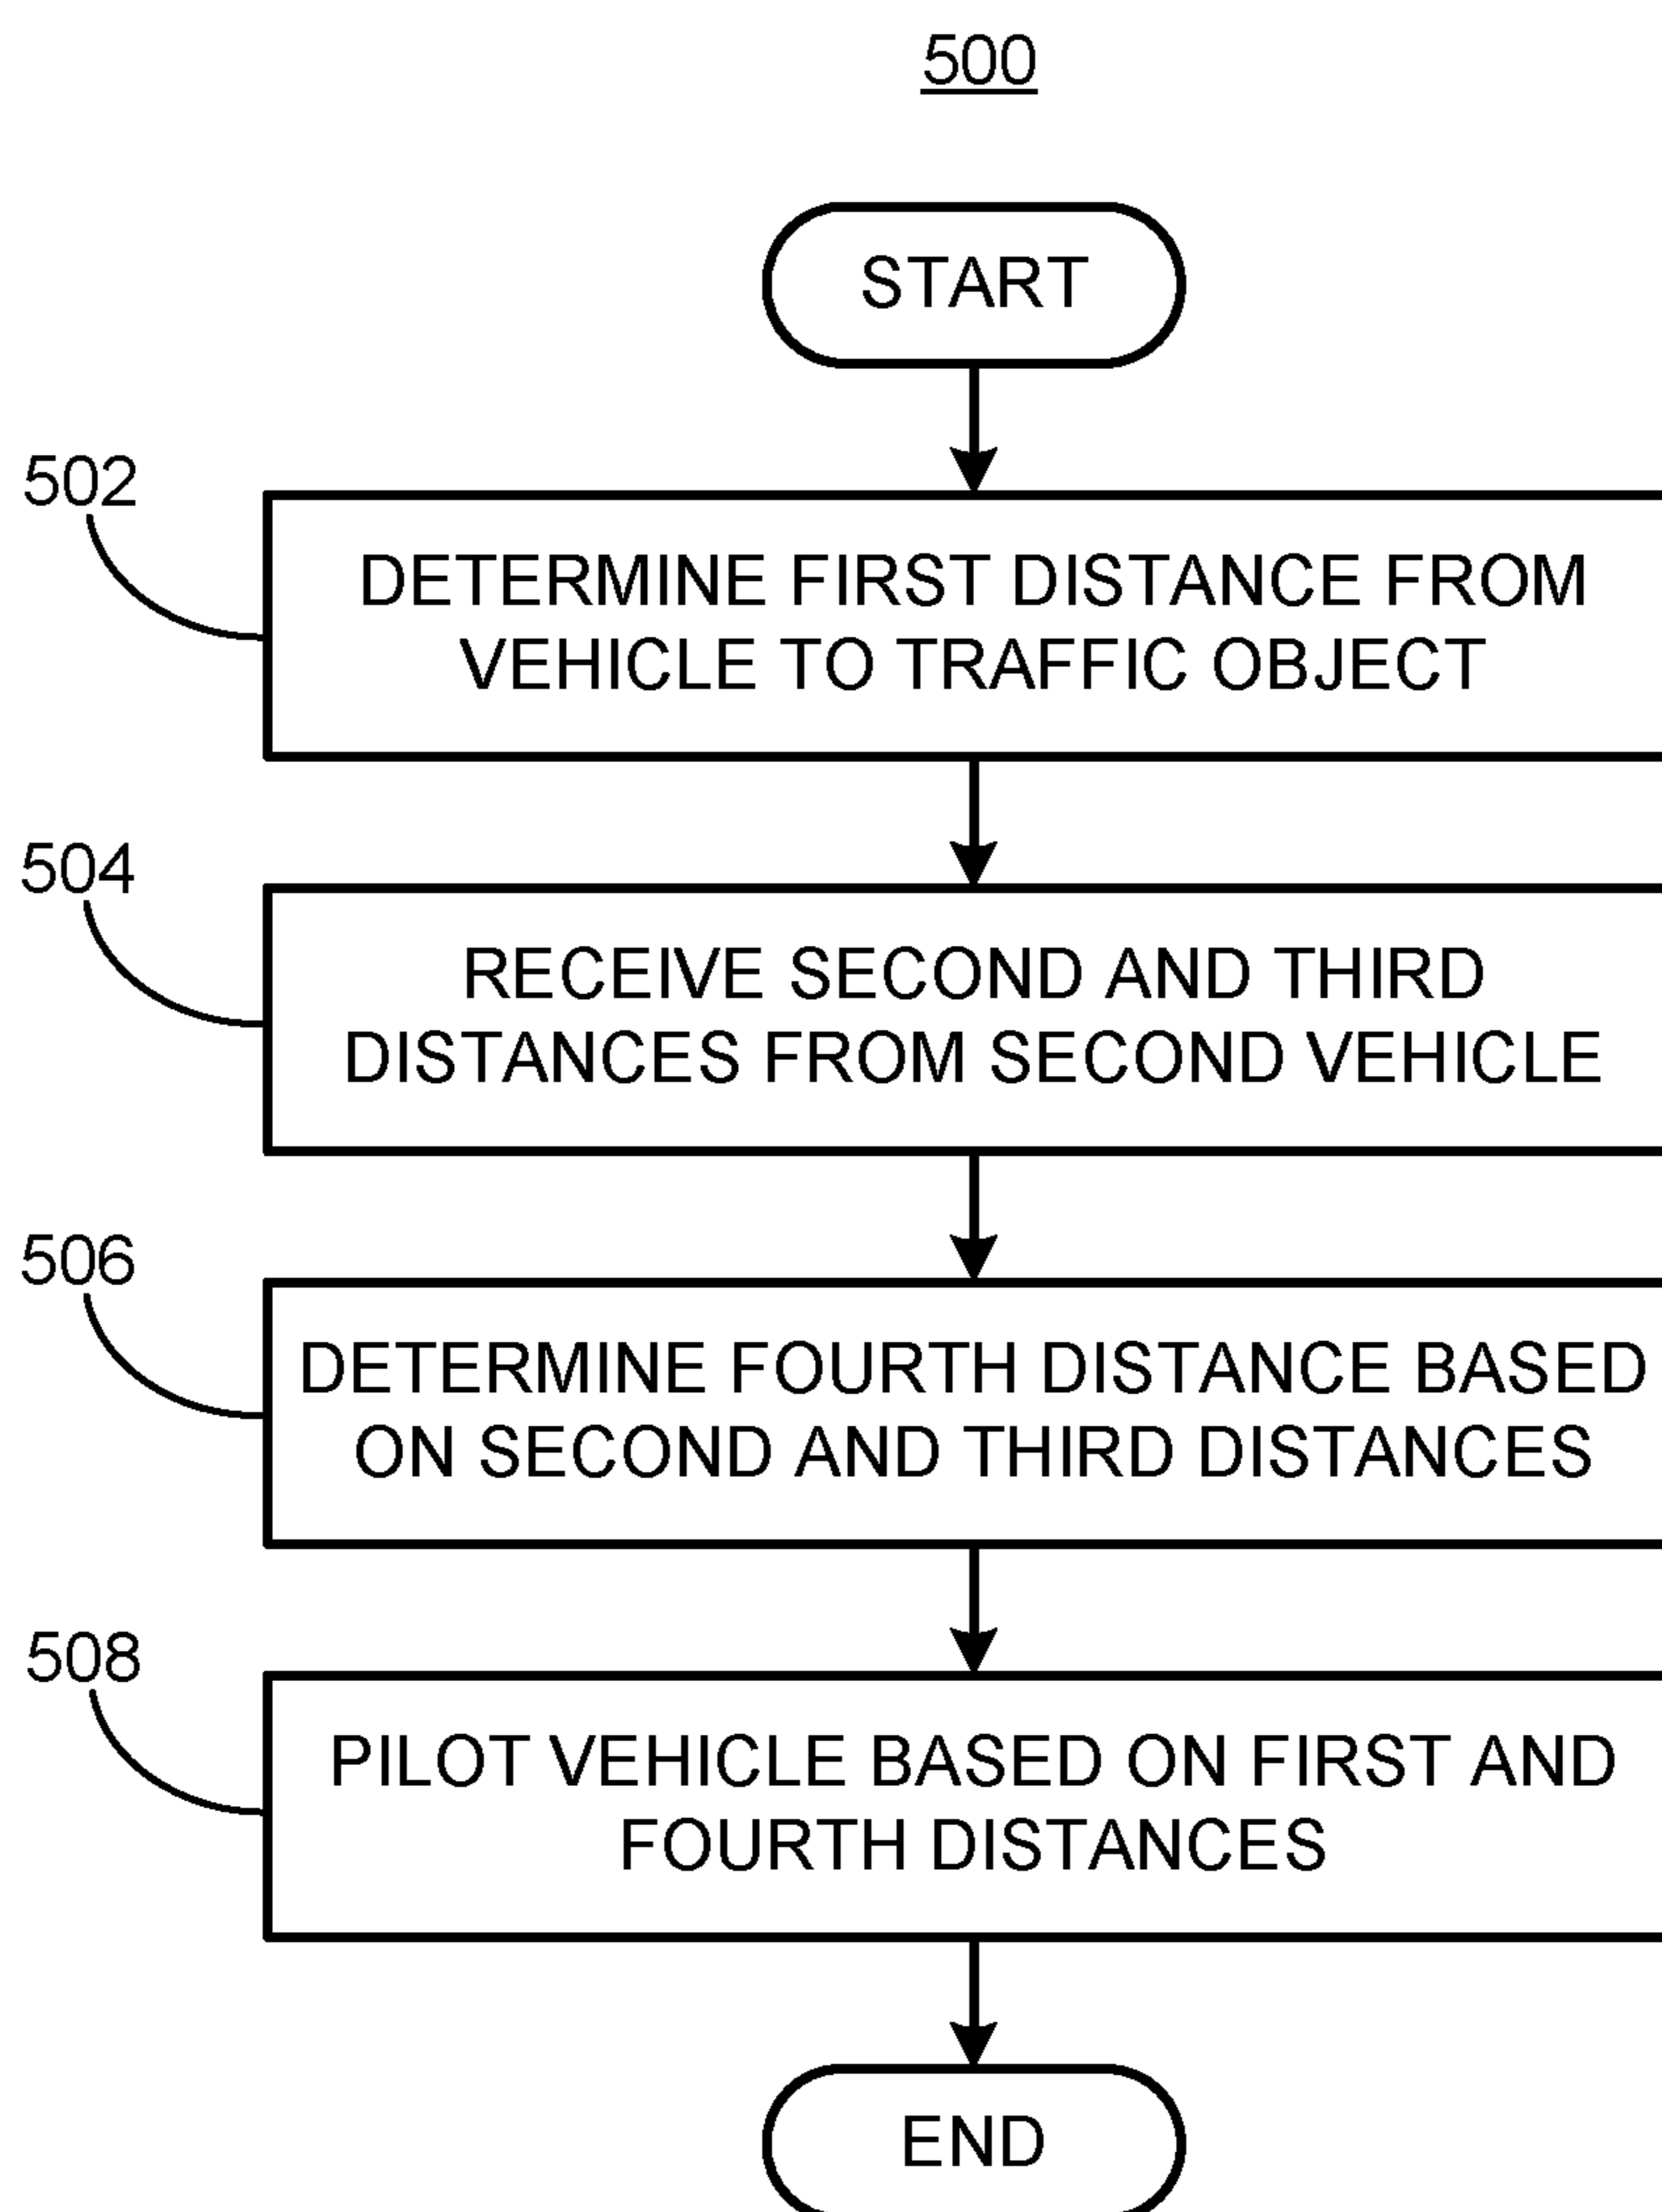 500
START
502
DETERMINE FIRST DISTANCE FROM
VEHICLE TO TRAFFIC OBJECT
504
RECEIVE SECOND AND THIRD
DISTANCES FROM SECOND VEHICLE
506
DETERMINE FOURTH DISTANCE BASED
ON SECOND AND THIRD DISTANCES
508
PILOT VEHICLE BASED ON FIRST AND
FOURTH DISTANCES
END